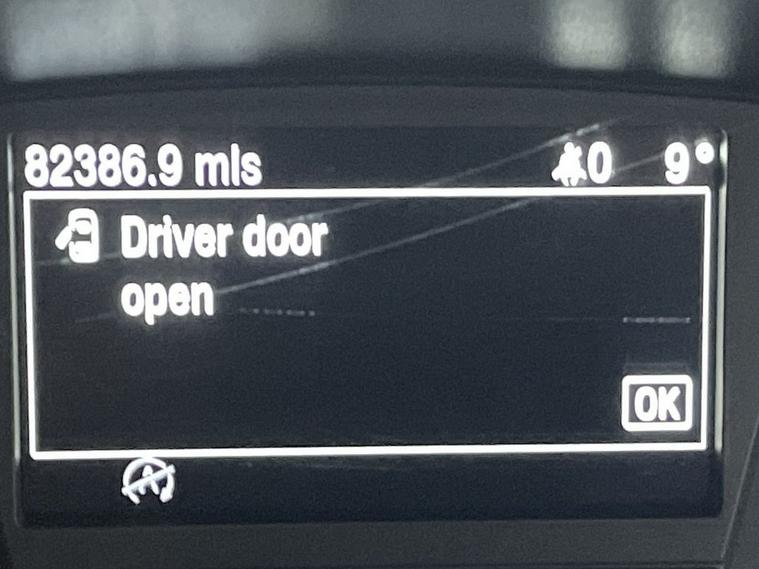 82386.9 mls 0 9°
Driver door
open
OK
A